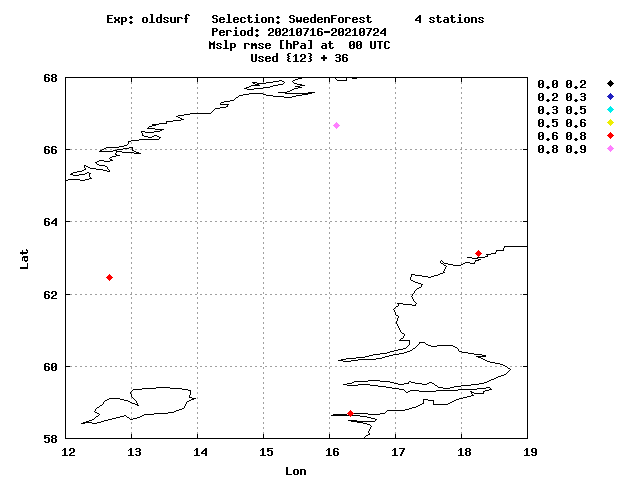 Exp: oldsurf Selection: SwedenForest 4 stations
Period: 20210716-20210724
Mslp rmse [hPa] at 00 UTC
Used {12} + 36
68
66
64
62
60
58
Lat
12 13 14 15 16 17 18 19
Lon
0.0 0.2
0.2 0.3
0.3 0.5
0.5 0.6
0.6 0.8
0.8 0.9